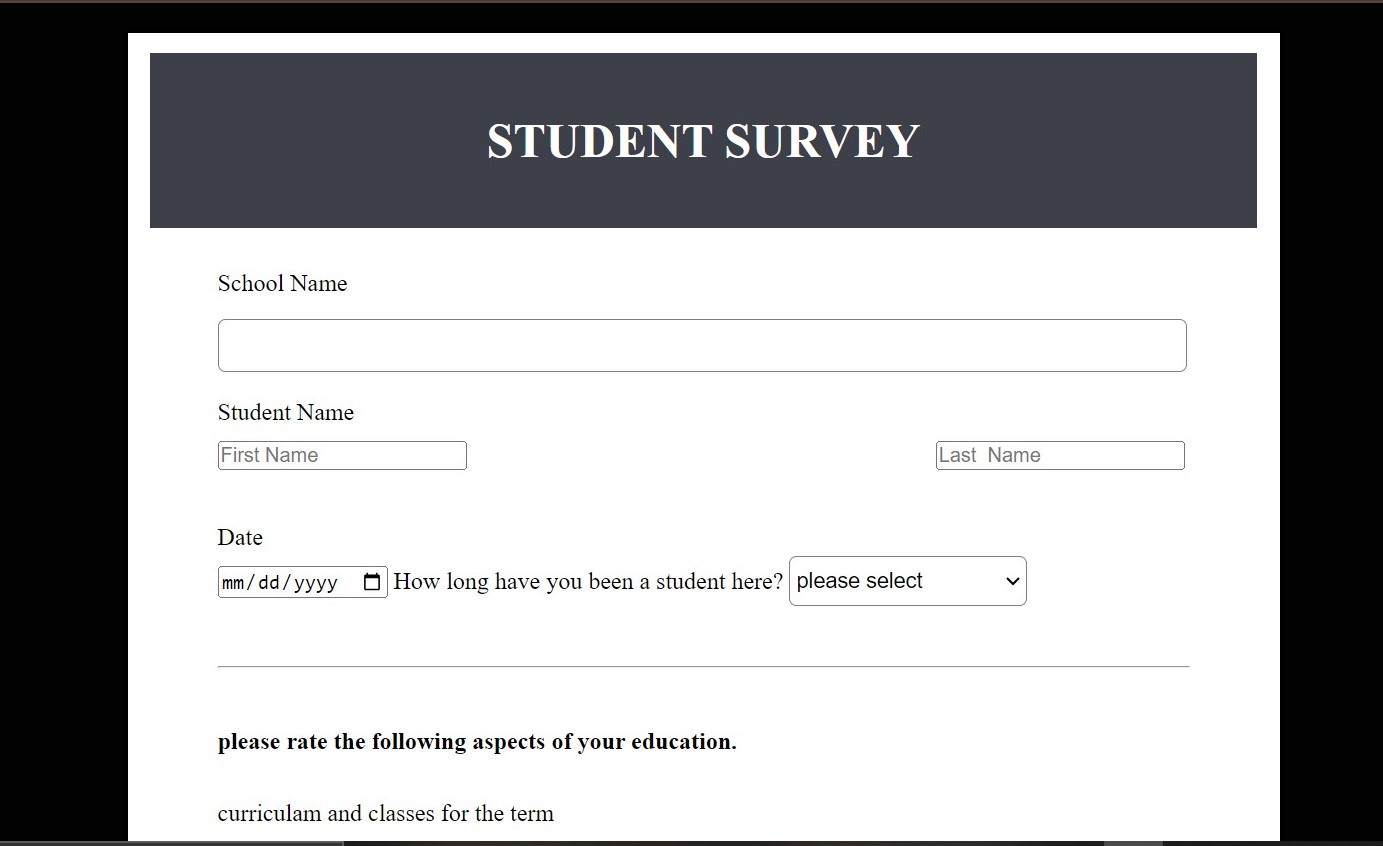 STUDENT SURVEY
School Name
Student Name
First Name
Last  Name
Date
mm/dd/yyyy How long have you been a student here? please select
please rate the following aspects of your education.
curriculam and classes for the term